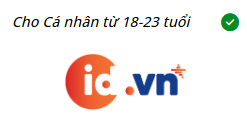 Cho Cá nhân từ 18-23 tuổi
id.vn